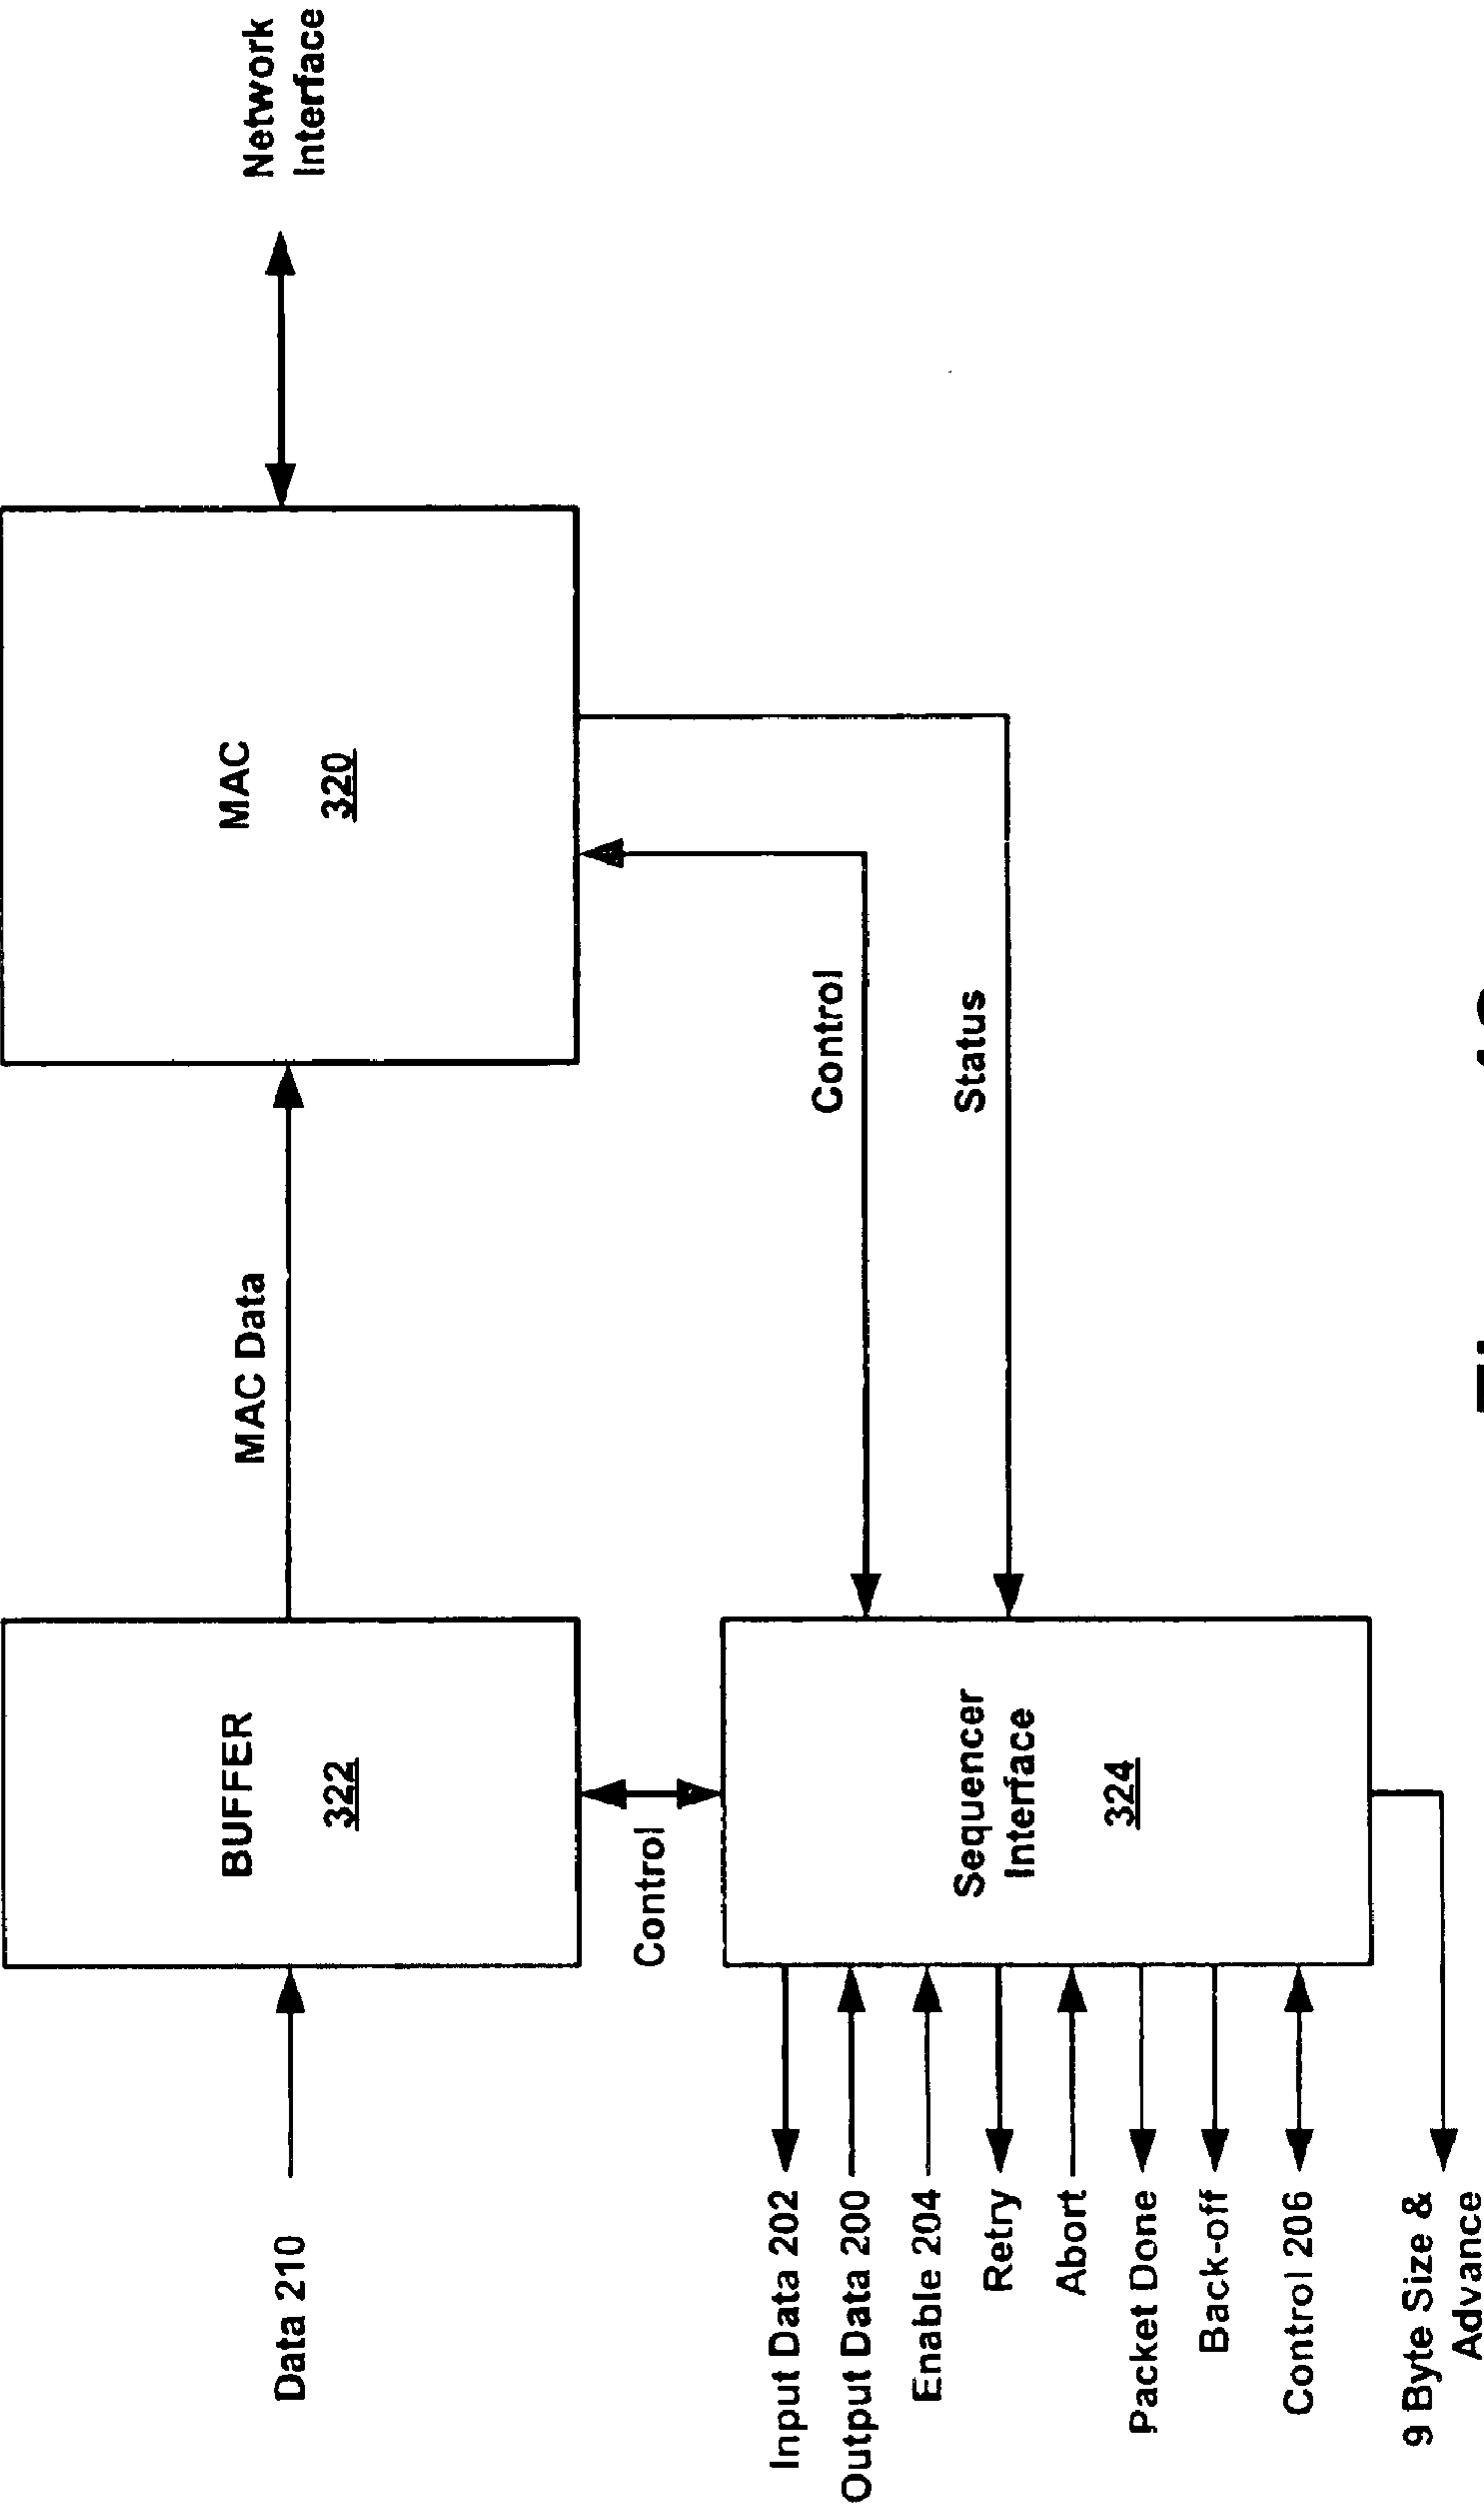 Network
Interface
MAC
320
MAC Data
Control
Status
BUFFER
322
Control
Sequencer
Interface
324
Data 210
Input Data 202
Output Data 200
Enable 204
Retry
Abort
Packet Done
Back-off
Control 206
9 Byte Size &
Advance